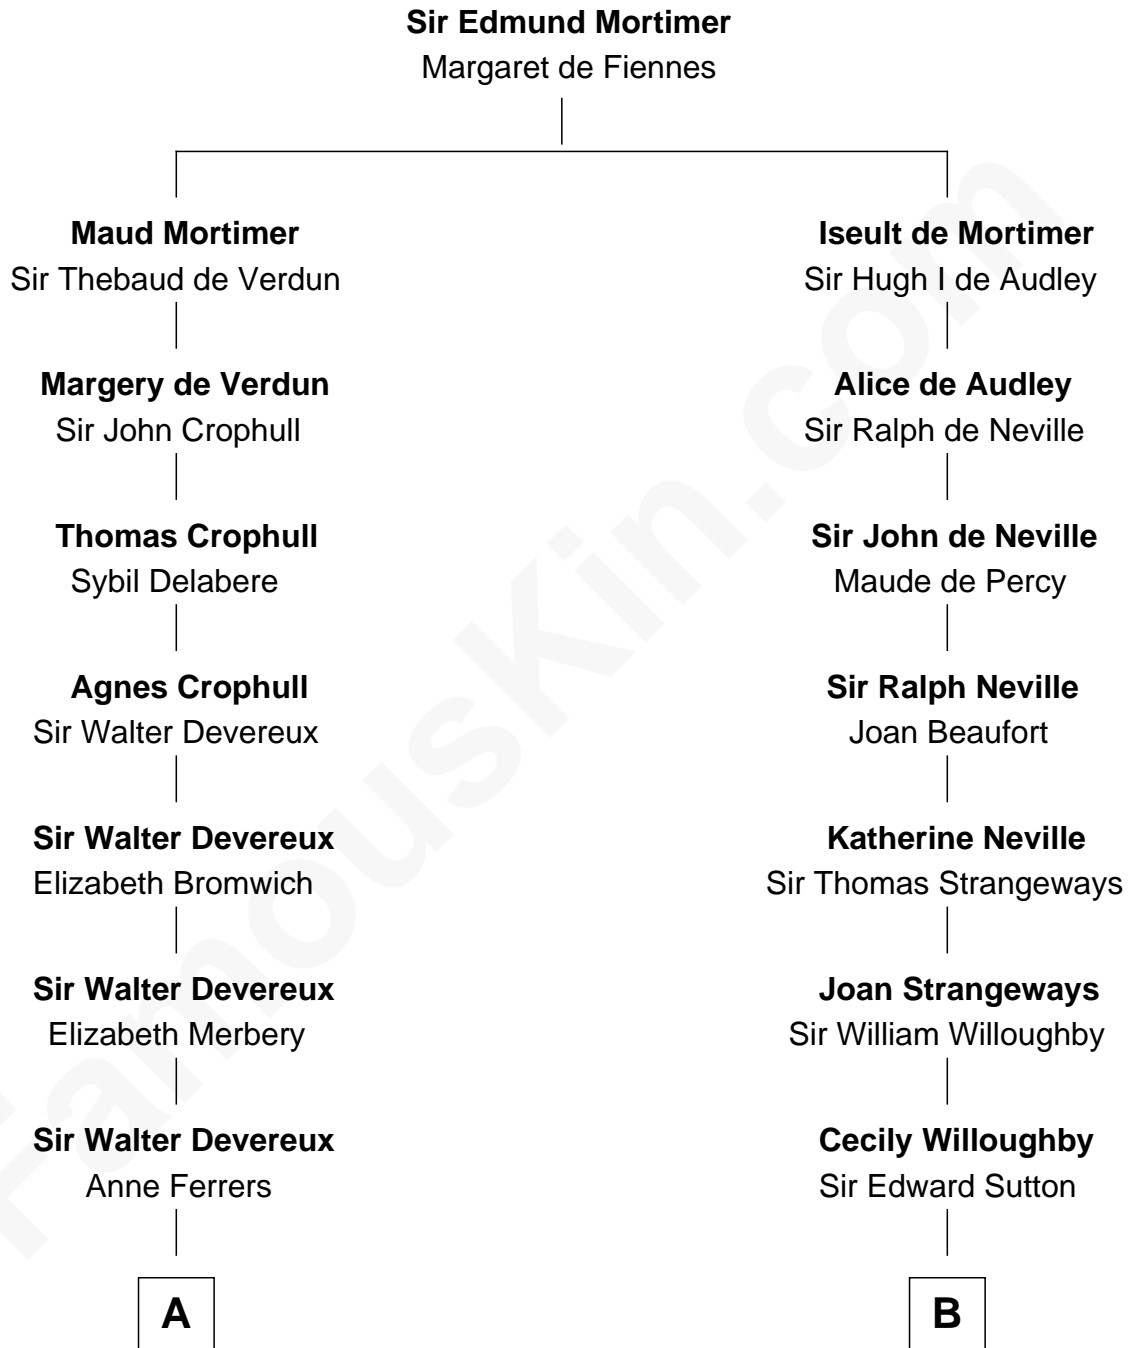 Sir Edmund Mortimer
Margaret de Fiennes
Maud Mortimer
Sir Thebaud de Verdun
Iseult de Mortimer
Sir Hugh I de Audley
Margery de Verdun
Sir John Crophull
Alice de Audley
Sir Ralph de Neville
Thomas Crophull
Sybil Delabere
Sir John de Neville
Maude de Percy
Agnes Crophull
Sir Walter Devereux
Sir Ralph Neville
Joan Beaufort
Sir Walter Devereux
Elizabeth Bromwich
Katherine Neville
Sir Thomas Strangeways
Sir Walter Devereux
Elizabeth Merbery
Joan Strangeways
Sir William Willoughby
Sir Walter Devereux
Anne Ferrers
Cecily Willoughby
Sir Edward Sutton
A
B
FamousKin.com